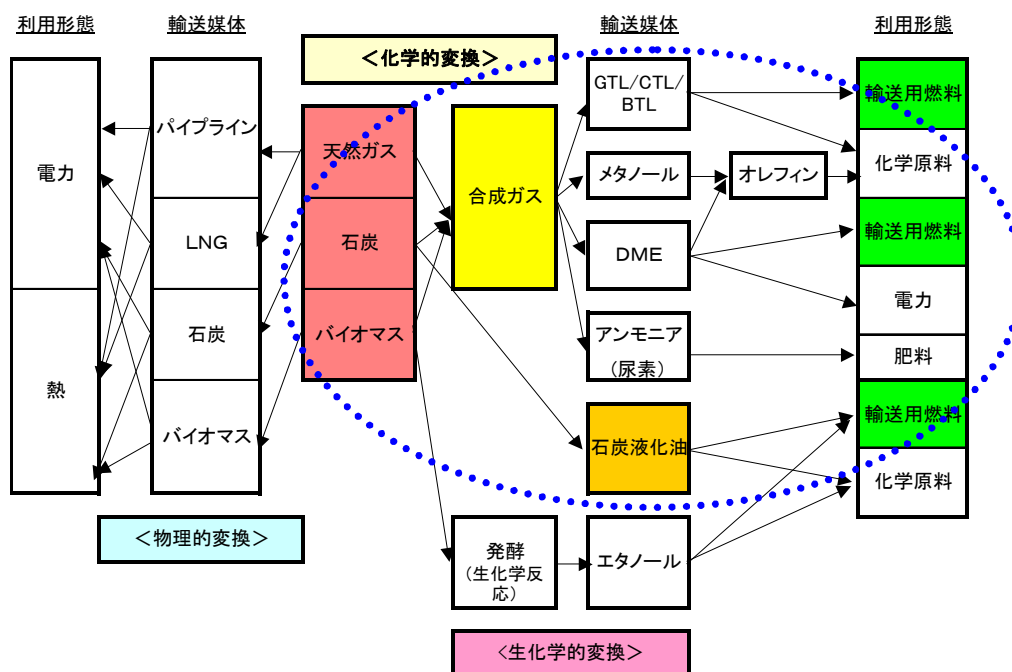 利用形態
輸送媒体
輸送媒体
利用形態
＜化学的変換＞
電力
熱
パイプライン
LNG
石炭
バイオマス
天然ガス
石炭
バイオマス
合成ガス
GTL/CTL/
BTL
メタノール
オレフィン
DME
アンモニア
(尿素)
石炭液化油
輸送用燃料
化学原料
輸送用燃料
電力
肥料
輸送用燃料
化学原料
＜物理的変換＞
発酵
(生化学反
応)
エタノール
<生化学的変換＞